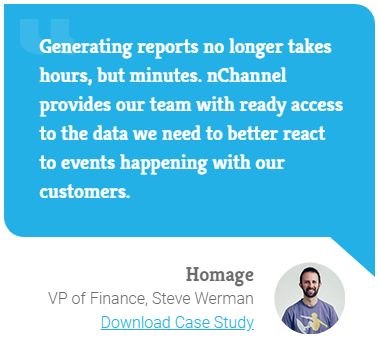 Generating reports no longer takes
hours, but minutes. nChannel
provides our team with ready access
to the data we need to better react
to events happening with our
customers.
Homage
VP of Finance, Steve Werman
Download Case Study